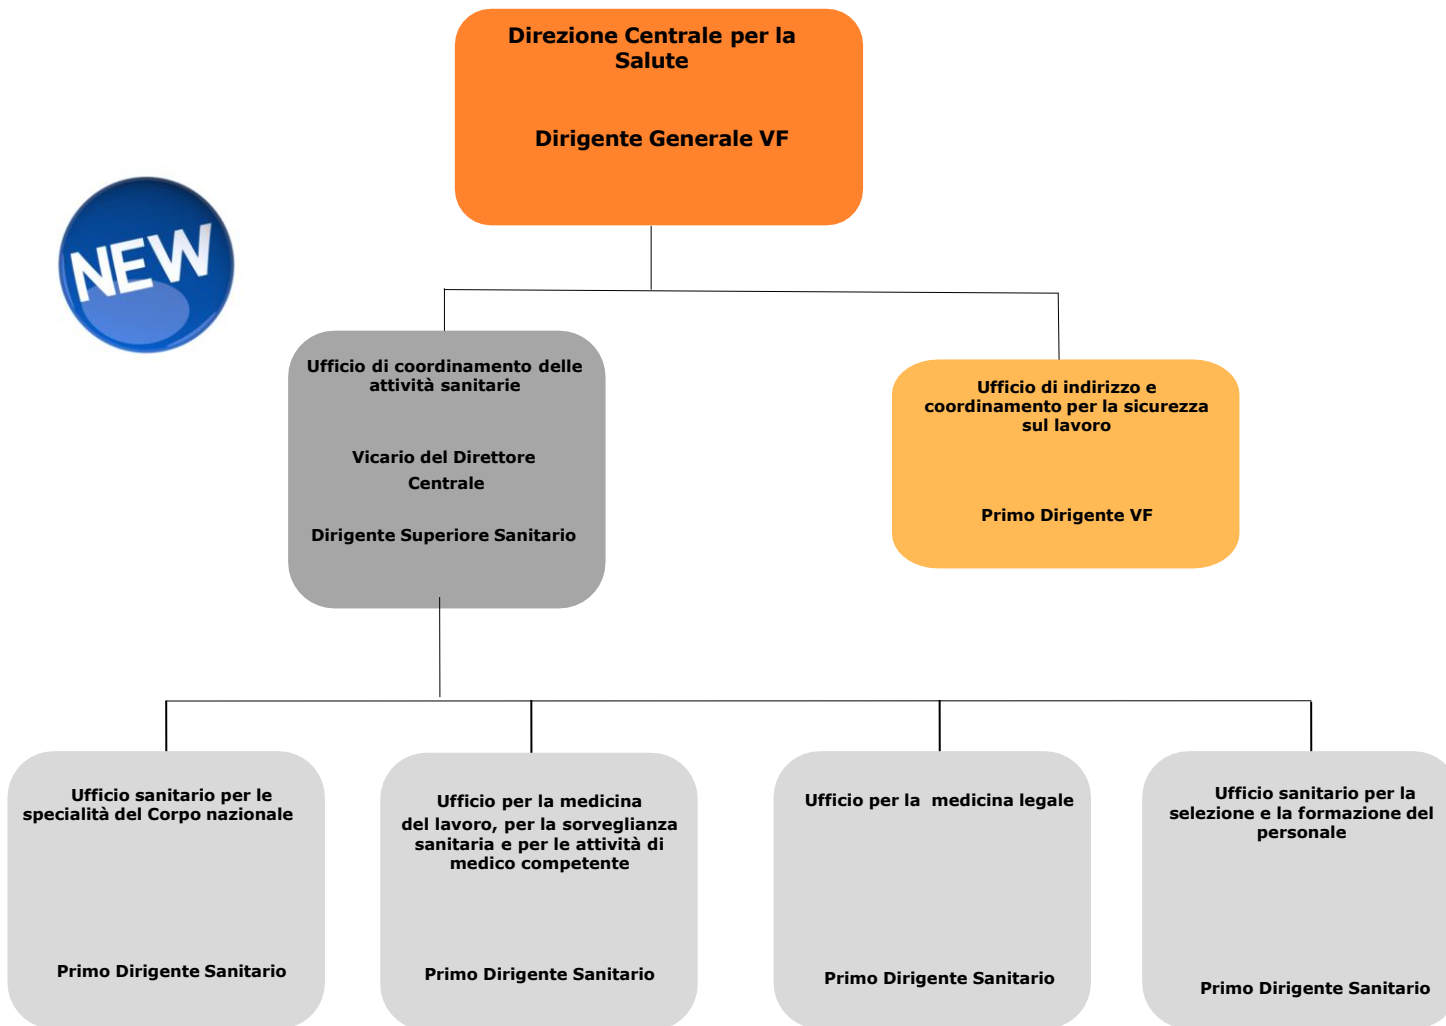 Direzione Centrale per la
Salute
Dirigente Generale VF
NEW
Ufficio di coordinamento delle
attività sanitarie
Vicario del Direttore
Centrale
Dirigente Superiore Sanitario
Ufficio di indirizzo e
coordinamento per la sicurezza
sul lavoro
Primo Dirigente VF
Ufficio sanitario per le
specialità del Corpo nazionale
Primo Dirigente Sanitario
Ufficio per la medicina
del lavoro, per la sorveglianza
sanitaria e per le attività di
medico competente
Primo Dirigente Sanitario
Ufficio per la medicina legale
Primo Dirigente Sanitario
Ufficio sanitario per la
selezione e la formazione del
personale
Primo Dirigente Sanitario